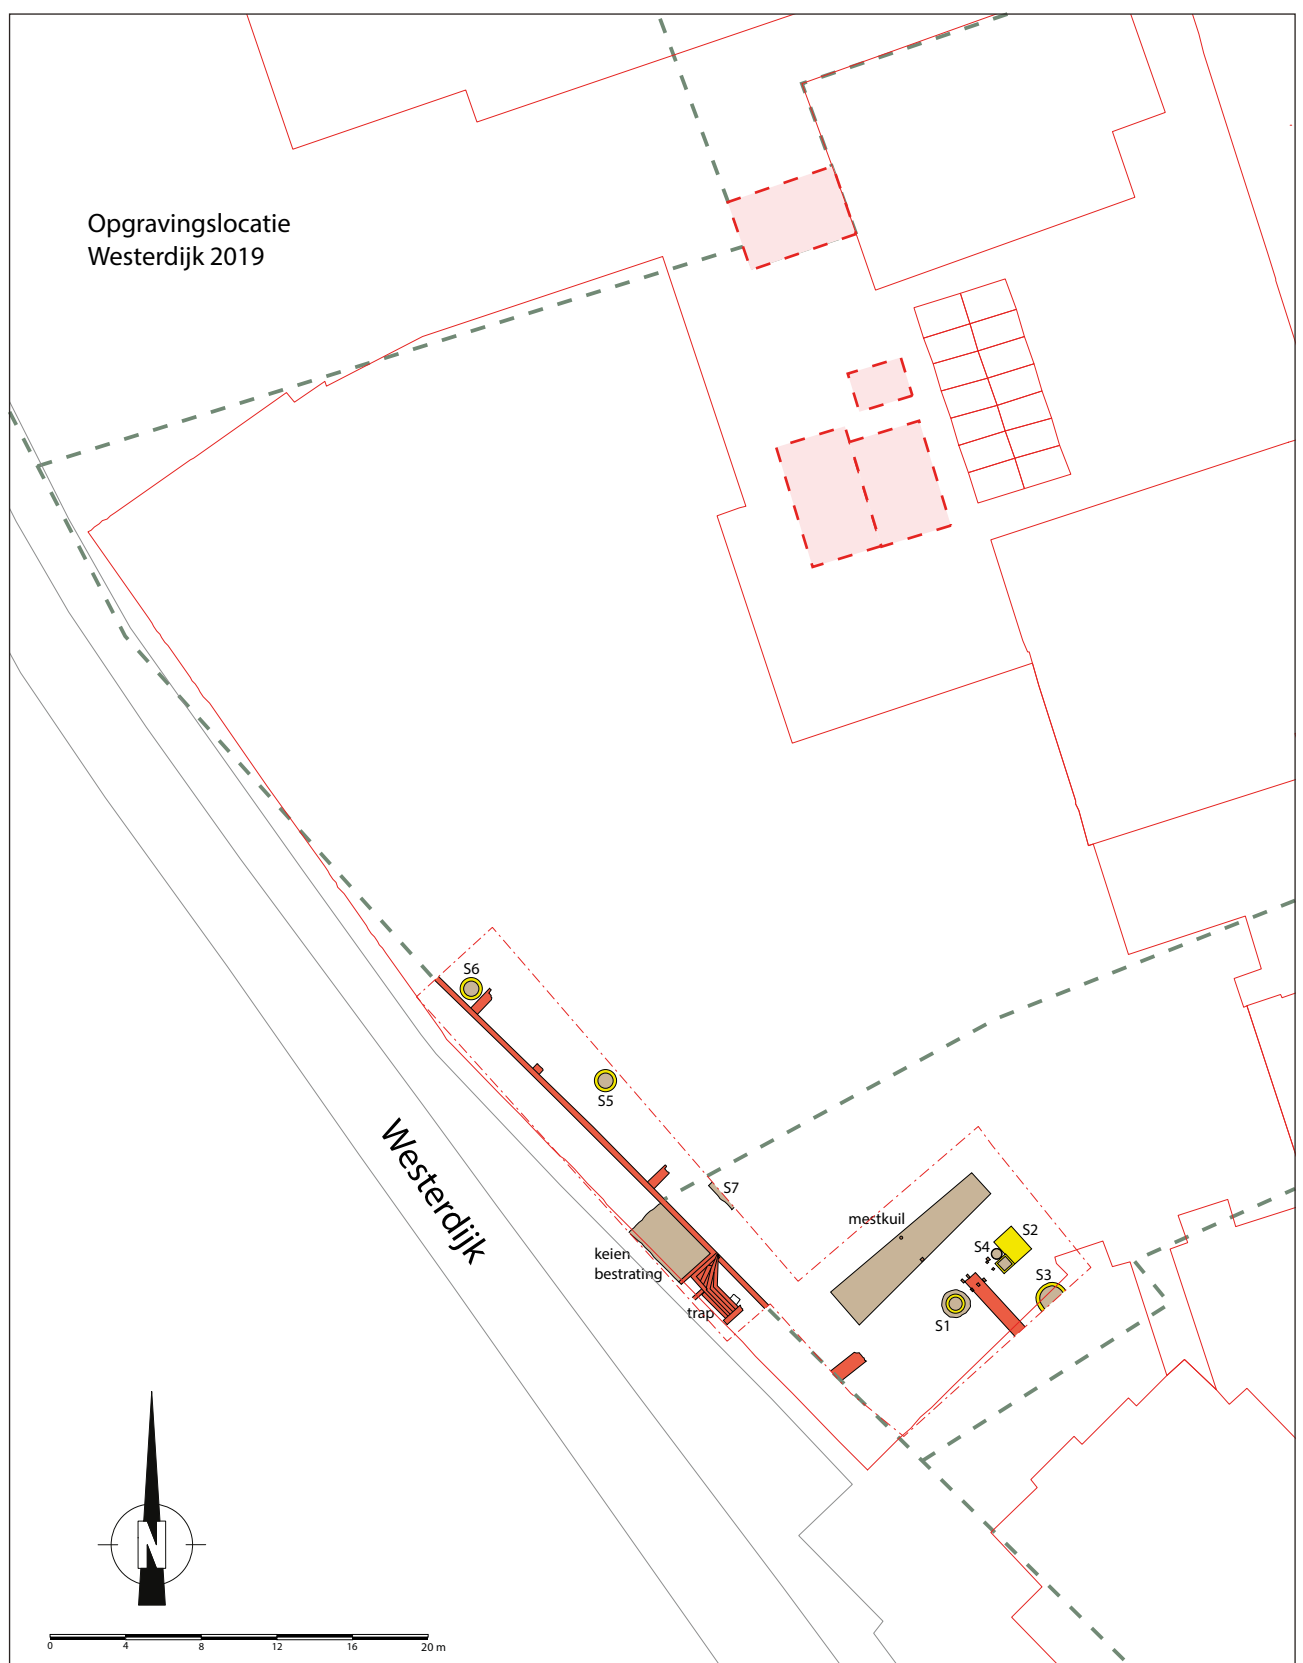 Opgravingslocatie
Westerdijk 2019
S6
S5
S7
Westerdijk
mestkuil
S2
S4
keien
bestrating
S3
trap
S1
N
0 4 8 12 16 20 m